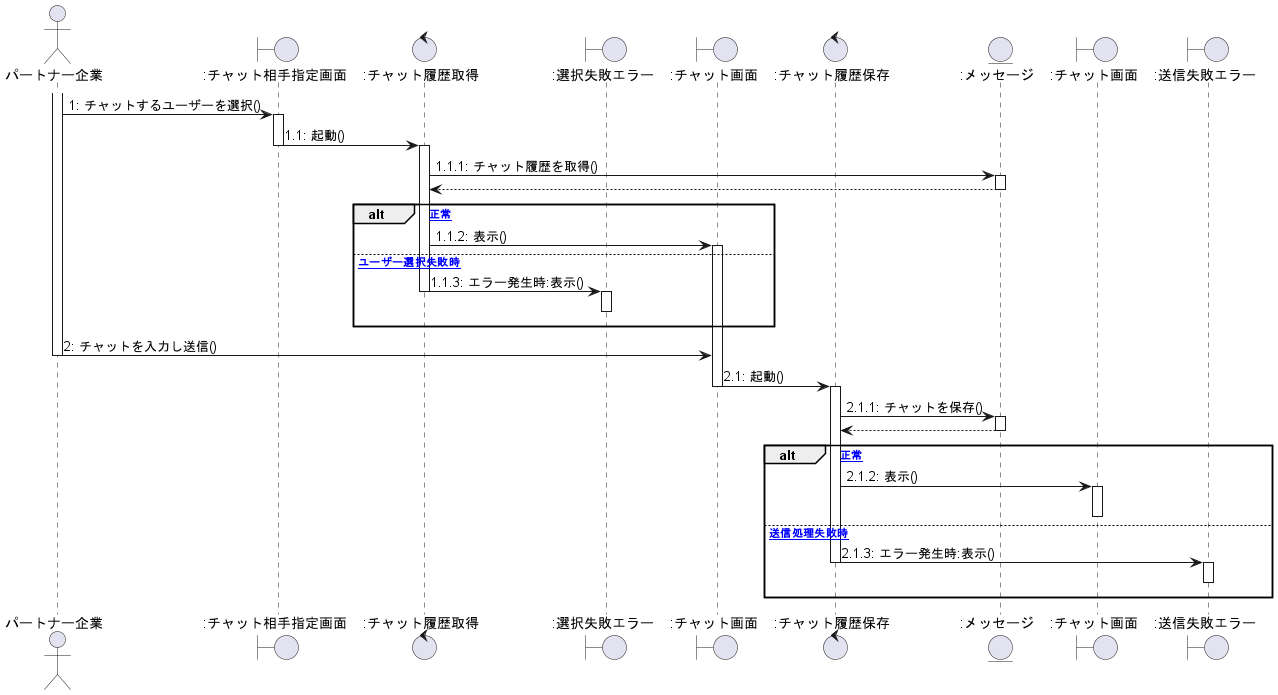 パートナー企業
:チャット相手指定画面
:チャット履歴取得
:選択失敗エラー
:チャット画面
:チャット履歴保存
:メッセージ
:チャット画面
:送信失敗エラー
1: チャットするユーザーを選択()
1.1: 起動()
1.1.1: チャット履歴を取得()
alt
正常
1.1.2: 表示()
ユーザー選択失敗時
1.1.3: エラー発生時:表示()
2: チャットを入力し送信()
2.1: 起動()
2.1.1: チャットを保存()
alt
正常
2.1.2: 表示()
送信処理失敗時
2.1.3: エラー発生時:表示()
パートナー企業
:チャット相手指定画面
:チャット履歴取得
:選択失敗エラー
:チャット画面
:チャット履歴保存
:メッセージ
:チャット画面
:送信失敗エラー